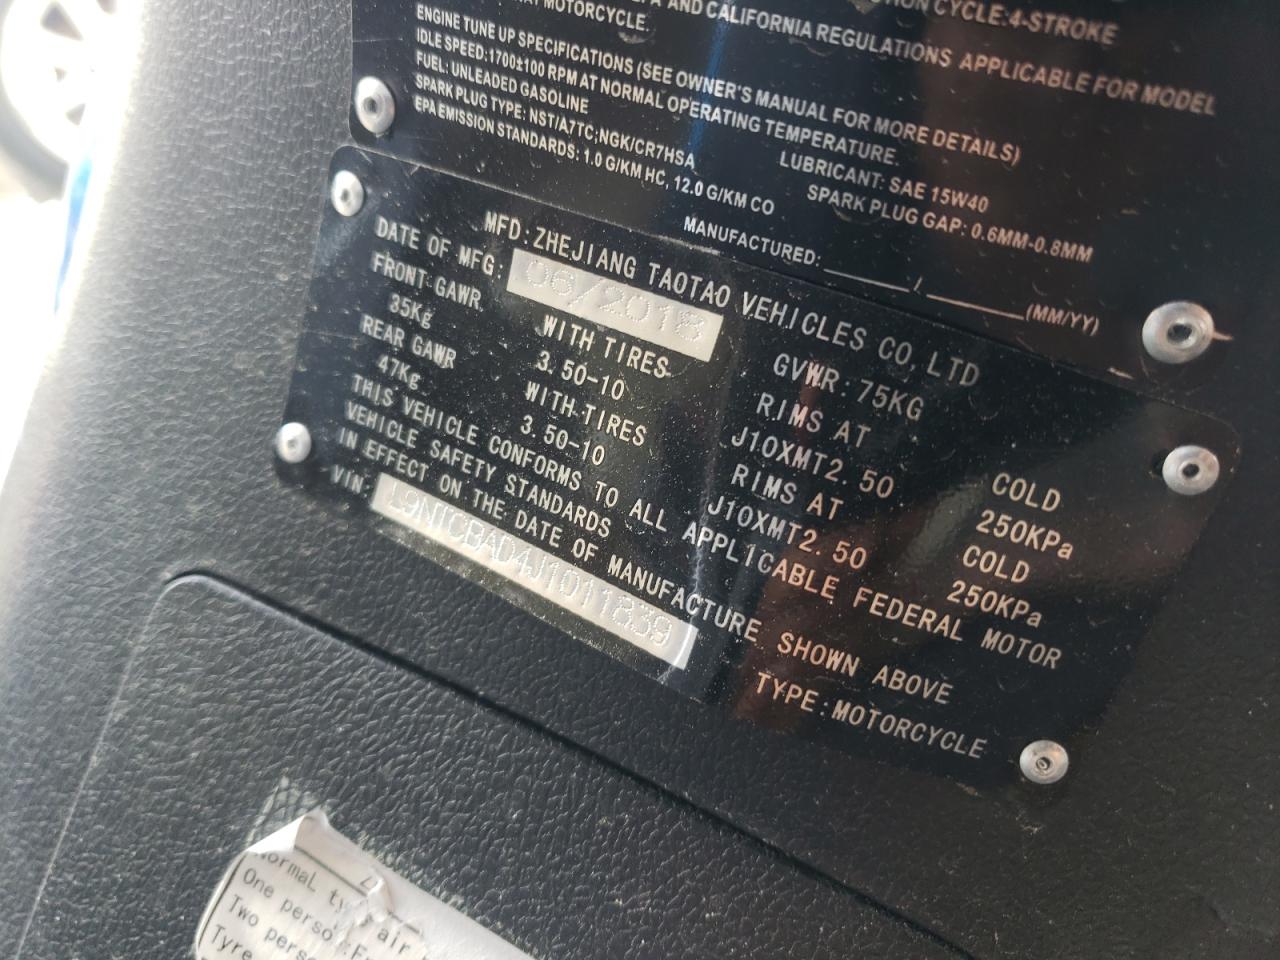 CYCLE:4-STROKE
AND CALIFORNIA REGULATIONS APPLICABLE FOR MODEL
MOTORCYCLE.
ENGINE TUNE UP SPECIFICATIONS (SEE OWNER'S MANUAL FOR MORE DETAILS)
IDLE SPEED:1700±100 RPM AT NORMAL OPERATING TEMPERATURE.
FUEL: UNLEADED GASOLINE LUBRICANT: SAE 15W40
SPARK PLUG TYPE: NST/A7TC;NGK/CR7HSA SPARK PLUG GAP: 0.6MM-0.8MM
EPA EMISSION STANDARDS: 1.0 G/KM HC, 12.0 G/KM CO
MANUFACTURED: ______/________(MM/YY)
MFD:ZHEJIANG TAOTAO VEHICLES CO,LTD
DATE OF MFG: 06/2018 GVWR:75KG
FRONT GAWR WITH TIRES RIMS AT COLD
35Kg 3.50-10 J10XMT2.50 250KPa
REAR GAWR WITH TIRES RIMS AT COLD
47Kg 3.50-10 J10XMT2.50 250KPa
THIS VEHICLE CONFORMS TO ALL APPLICABLE FEDERAL MOTOR
VEHICLE SAFETY STANDARDS
IN EFFECT ON THE DATE OF MANUFACTURE SHOWN ABOVE
VIN: L9NTCBAD4J1011839 TYPE:MOTORCYCLE
Normal air
One
Two
Tyre